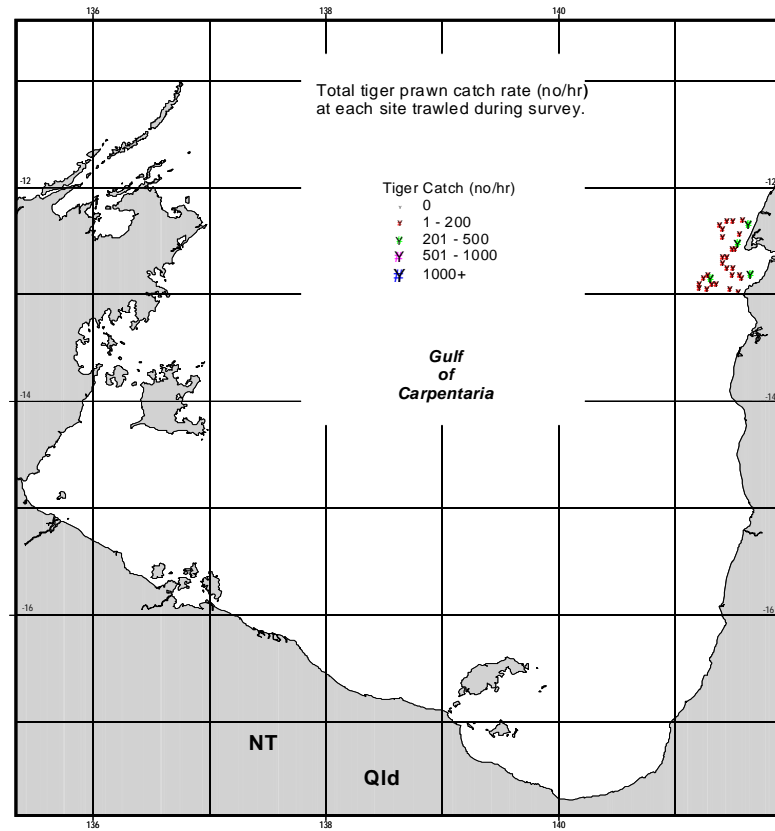 136
138
140
Total tiger prawn catch rate (no/hr)
at each site trawled during survey.
-12
-12
Tiger Catch (no/hr)
0
1 - 200
201 - 500
501 - 1000
1000+
Gulf
of
Carpentaria
-14
-14
-16
-16
NT
Qld
136
138
140